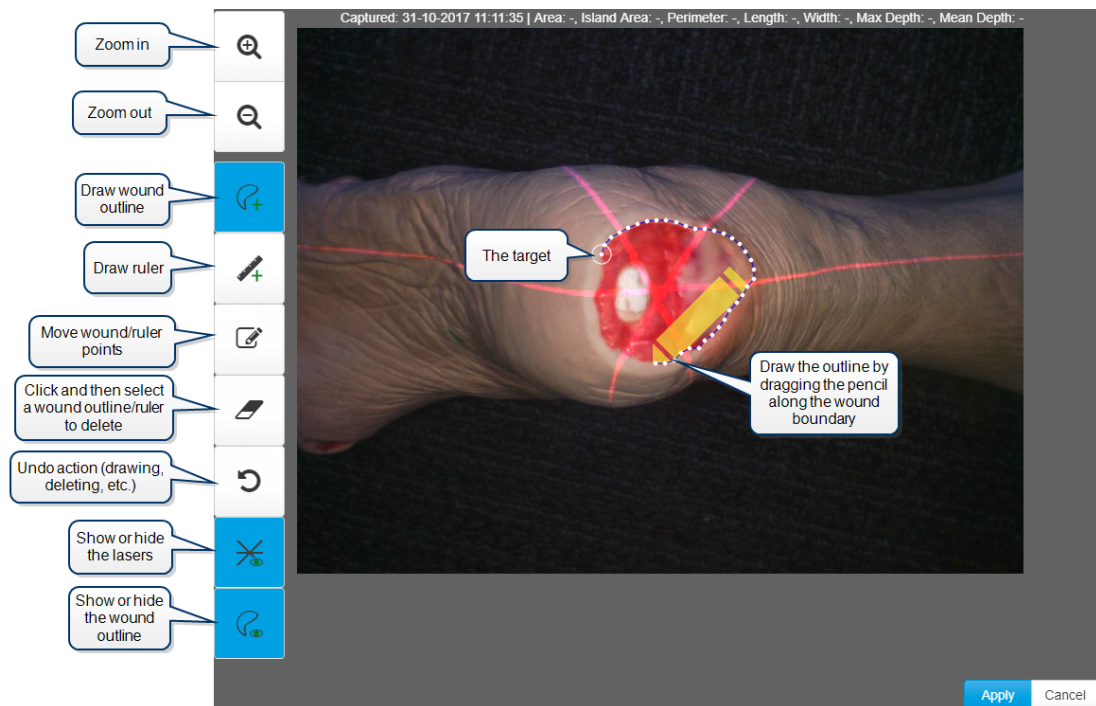 Captured: 31-10-2017 11:11:35 | Area: -, Island Area: -, Perimeter: -, Length: -, Width: -, Max Depth: -, Mean Depth: -
Zoom in
Zoom out
Draw wound
outline
Draw ruler
Move wound/ruler
points
Click and then select
a wound outline/ruler
to delete
Undo action (drawing,
deleting, etc.)
Show or hide
the lasers
Show or hide
the wound
outline
The target
Draw the outline by
dragging the pencil
along the wound
boundary
Apply
Cancel